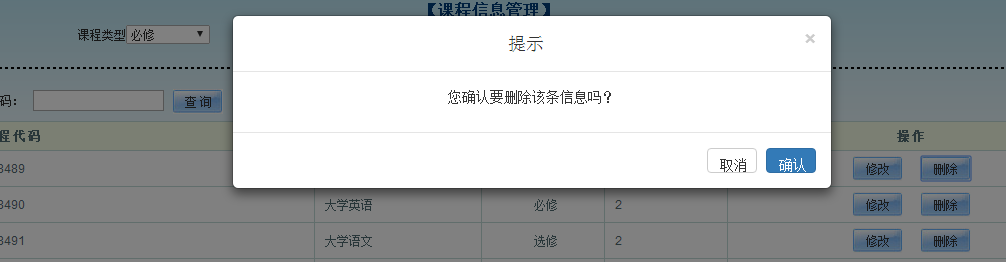 【课程信息管理】
课程类型 必修
提示 ×
您确认要删除该条信息吗?
取消 确认
码： 查询
程代码 操作
3489 修改 删除
3490 大学英语 必修 2 修改 删除
3491 大学语文 选修 2 修改 删除